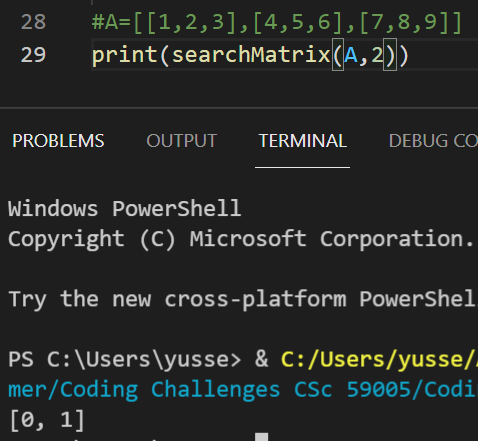 28 #A=[[1,2,3],[4,5,6],[7,8,9]]
29 print(searchMatrix(A,2))
PROBLEMS OUTPUT TERMINAL DEBUG CO
Windows PowerShell
Copyright (C) Microsoft Corporation.
Try the new cross-platform PowerShel
PS C:\Users\yusse> & C:/Users/yusse/
mer/Coding Challenges CSc 59005/Codi
[0, 1]